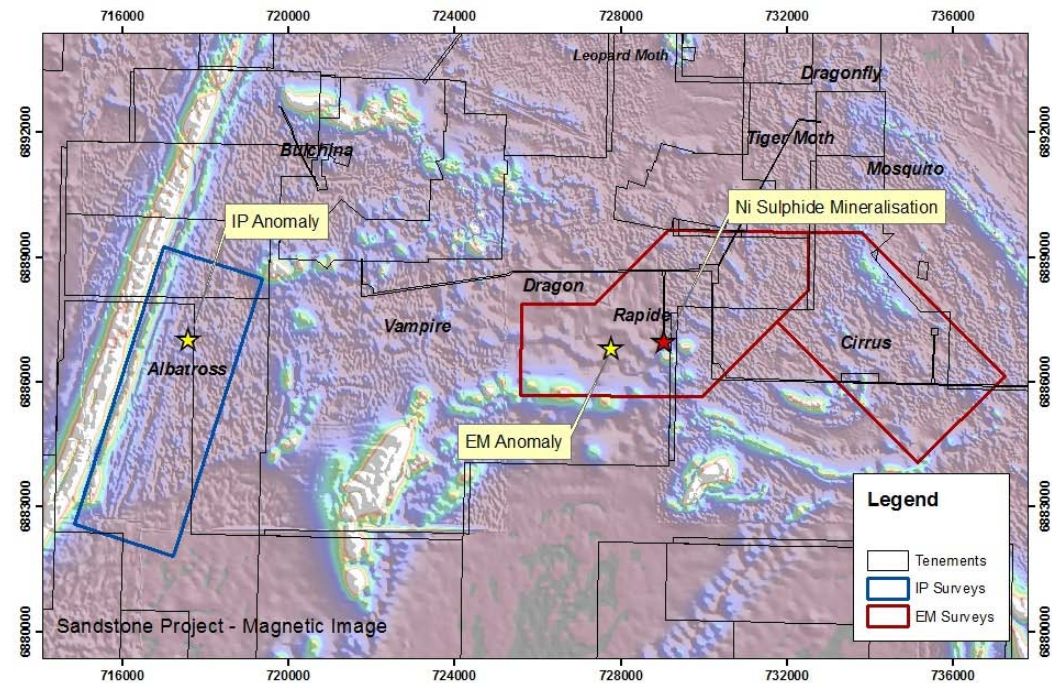 716000
720000
724000
728000
732000
736000
6892000
6889000
6886000
6883000
6880000
6892000
6889000
6886000
6883000
6880000
Leopard Moth
Dragonfly
Tiger Moth
Bulchina
Mosquito
Ni Sulphide Mineralisation
IP Anomaly
Dragon
Rapide
Vampire
Cirrus
Albatross
EM Anomaly
Legend
Tenements
IP Surveys
EM Surveys
Sandstone Project - Magnetic Image
716000
720000
724000
728000
732000
736000